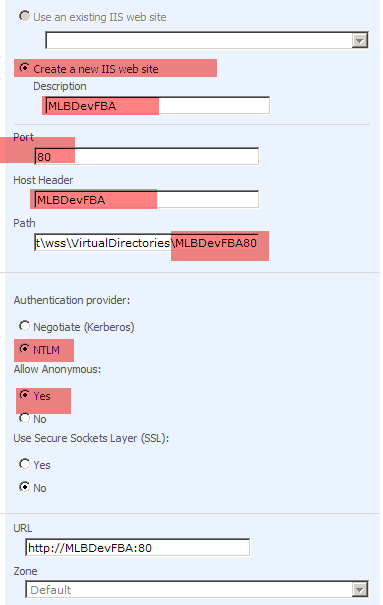 Use an existing IIS web site
Create a new IIS web site
Description
MLBDevFBA
Port
80
Host Header
MLBDevFBA
Path
t\wss\VirtualDirectories\MLBDevFBA80
Authentication provider:
Negotiate (Kerberos)
NTLM
Allow Anonymous:
Yes
No
Use Secure Sockets Layer (SSL):
Yes
No
URL
http://MLBDevFBA:80
Zone
Default